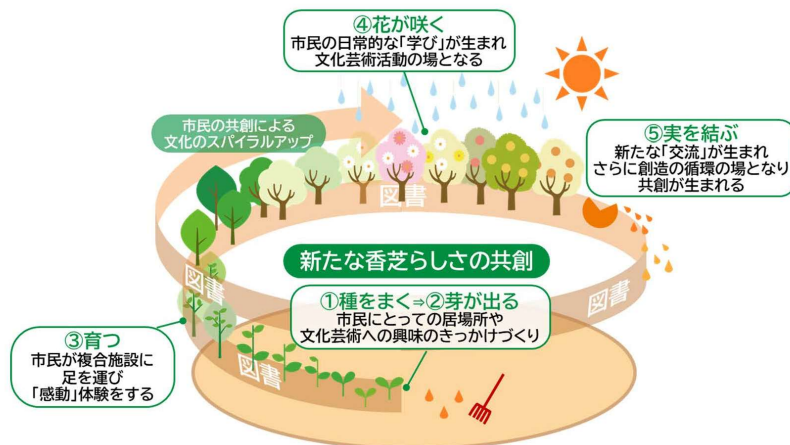 ④花が咲く
市民の日常的な「学び」が生まれ
文化芸術活動の場となる
市民の共創による
文化のスパイラルアップ
⑤実を結ぶ
新たな「交流」が生まれ
さらに創造の循環の場となり
共創が生まれる
図書
新たな香芝らしさの共創
図書
図書
①種をまく⇒②芽が出る
市民にとっての居場所や
文化芸術への興味のきっかけづくり
③育つ
市民が複合施設に
足を運び
「感動」体験をする
図書